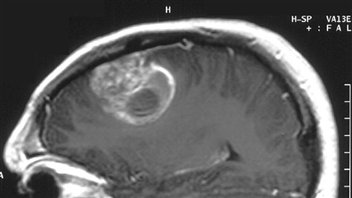 H
H-SP VA13E
+ : F A L
A